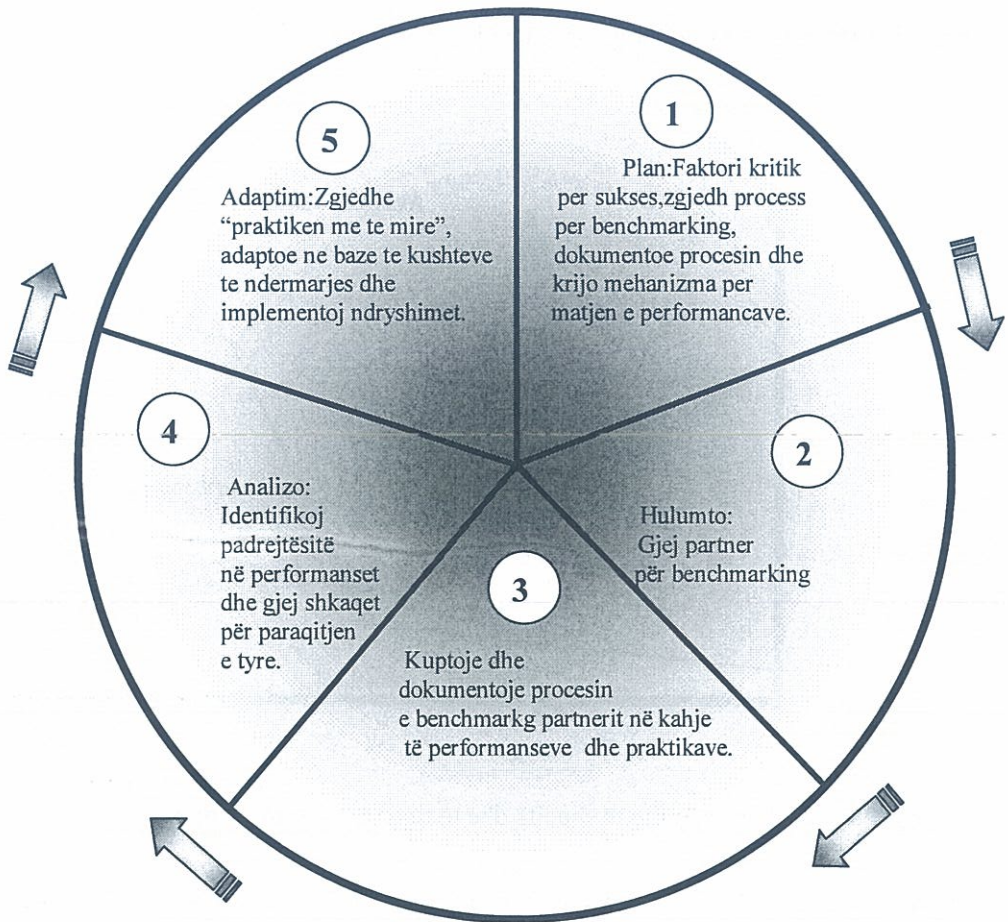 1
Plan:Faktori kritik
per sukses,zgjedh process
per benchmarking,
dokumentoe procesin dhe
krijo mehanizma per
matjen e performancave.
2
Hulumto:
Gjej partner
për benchmarking
3
Kuptoje dhe
dokumentoje procesin
e benchmarkg partnerit në kahje
të performanseve dhe praktikave.
4
Analizo:
Identifikoj
padrejtësitë
në performanset
dhe gjej shkaqet
për paraqitjen
e tyre.
5
Adaptim:Zgjedhe
“praktiken me te mire”,
adaptoe ne baze te kushteve
te ndermarjes dhe
implementoj ndryshimet.